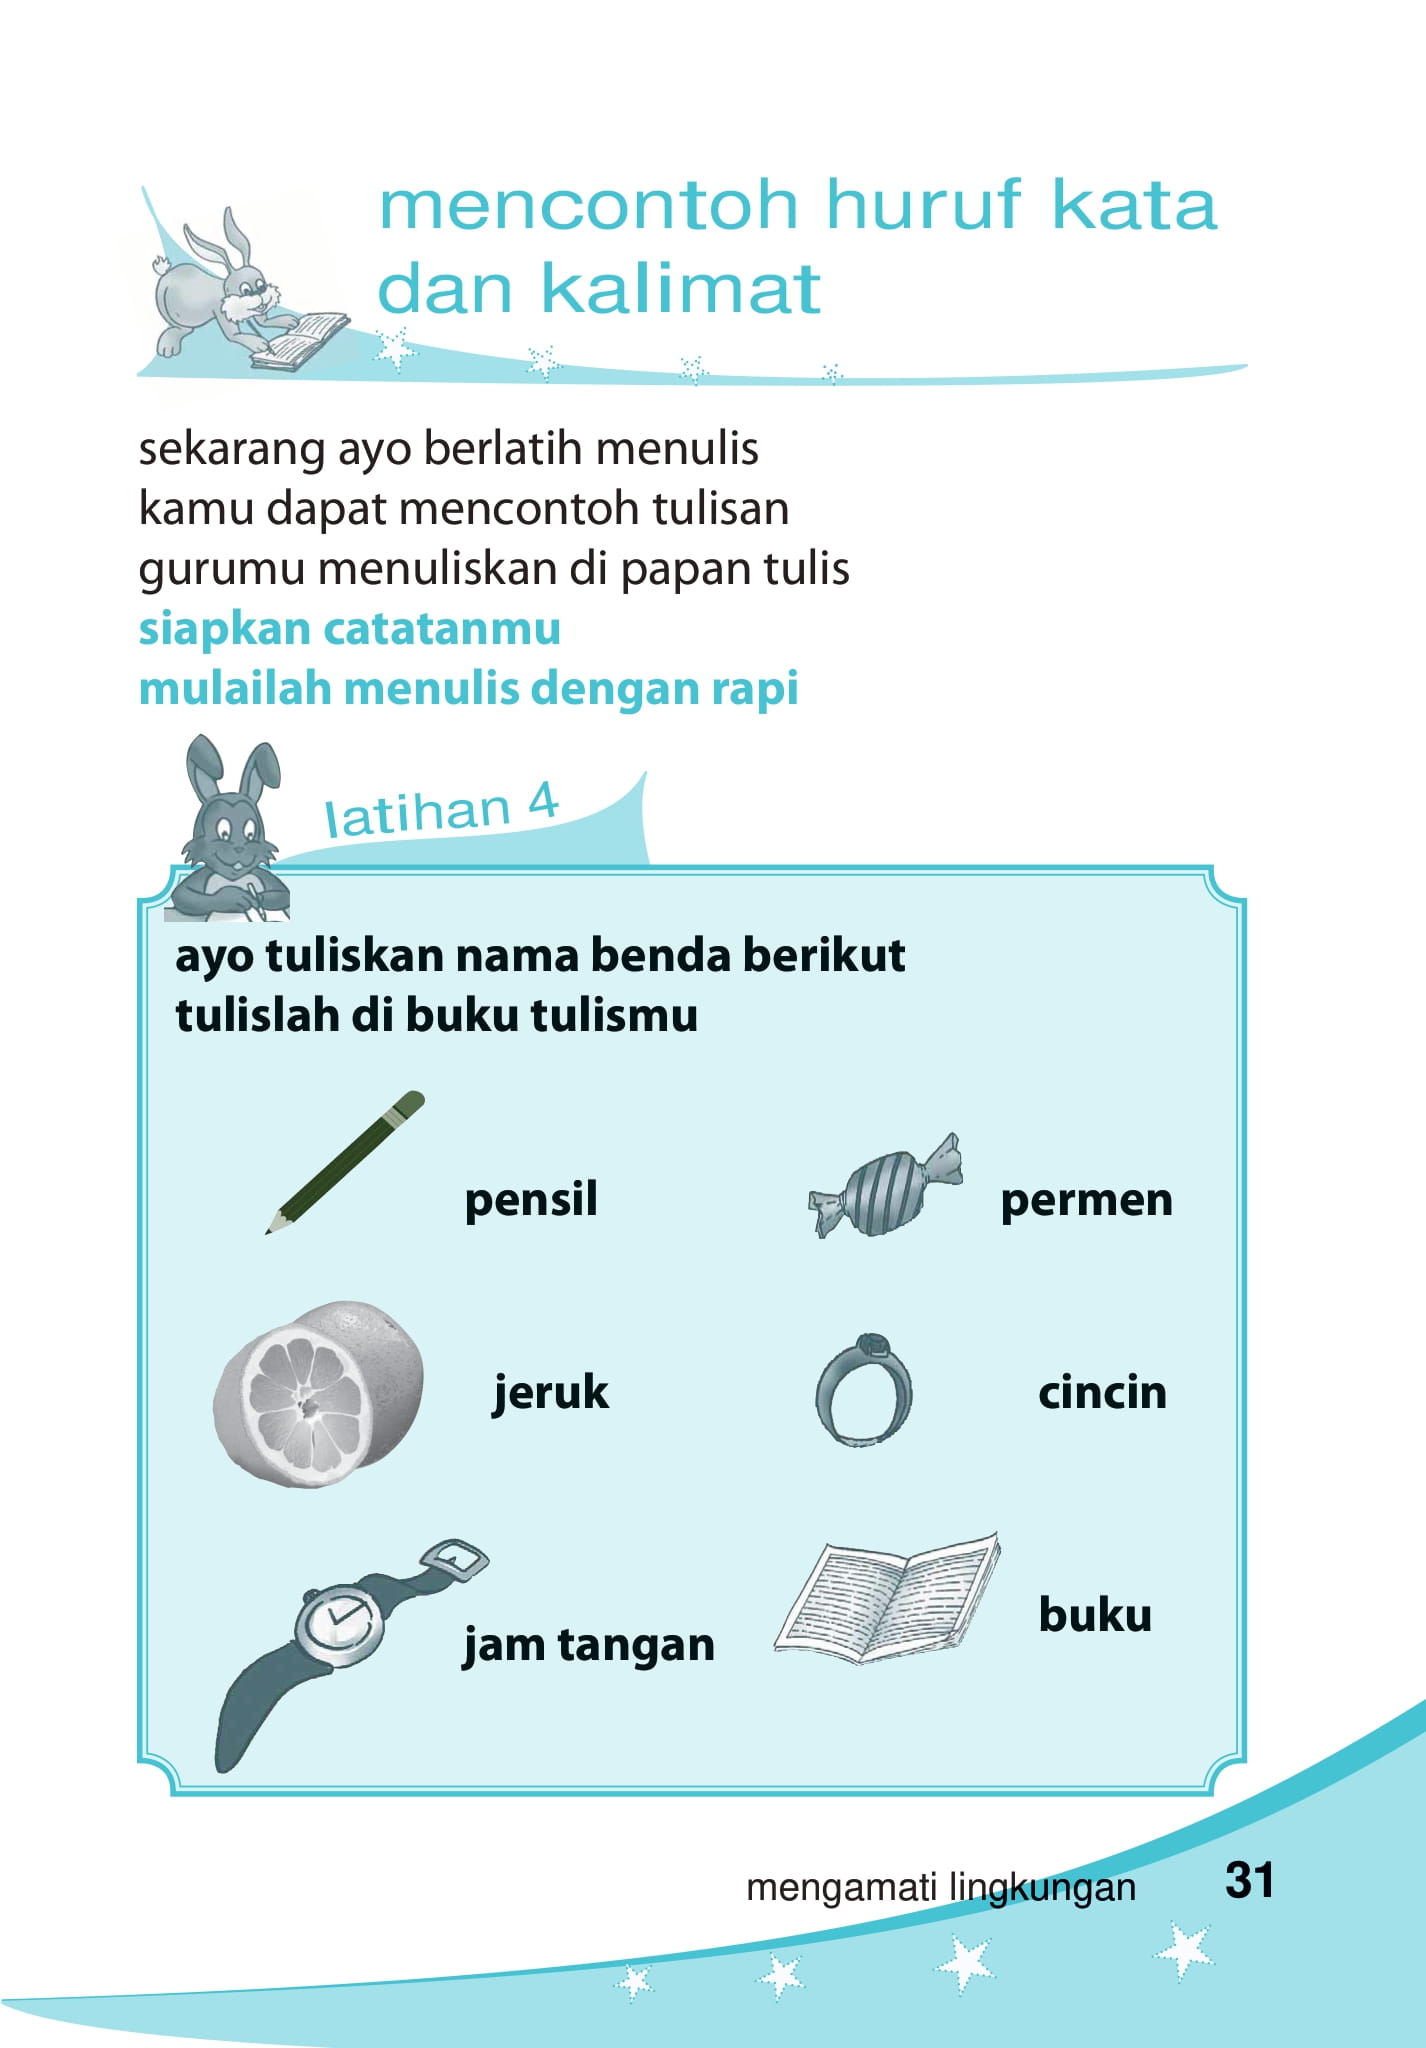 mencontoh huruf kata
dan kalimat
sekarang ayo berlatih menulis
kamu dapat mencontoh tulisan
gurumu menuliskan di papan tulis
siapkan catatanmu
mulailah menulis dengan rapi
latihan 4
ayo tuliskan nama benda berikut
tulislah di buku tulismu
pensil
permen
jeruk
cincin
jam tangan
buku
mengamati lingkungan 31